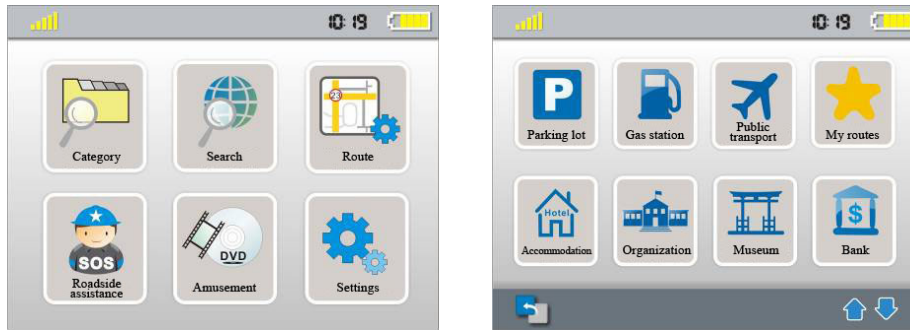 10:19
23
Category
Search
Route
SOS
DVD
Roadside
assistance
Amusement
Settings
10:19
P
Parking lot
Gas station
Public
transport
My routes
Hotel
$
Accommodation
Organization
Museum
Bank